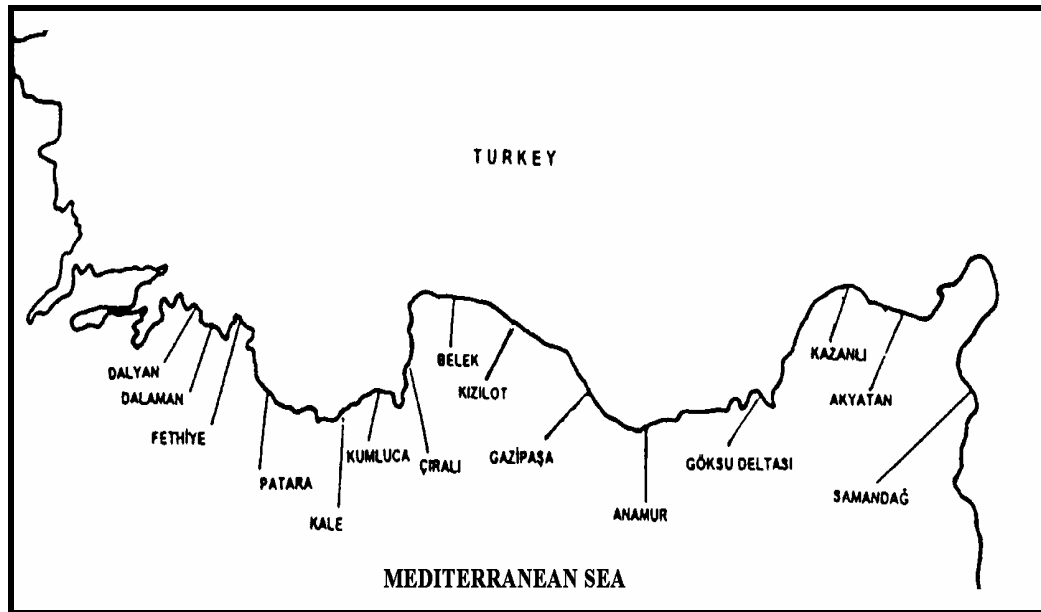 TURKEY
DALYAN
DALAMAN
FETHİYE
PATARA
KALE
KUMLUCA
ÇIRALI
BELEK
KIZILOT
GAZİPAŞA
ANAMUR
GÖKSU DELTASI
KAZANLI
AKYATAN
SAMANDAĞ
MEDITERRANEAN SEA